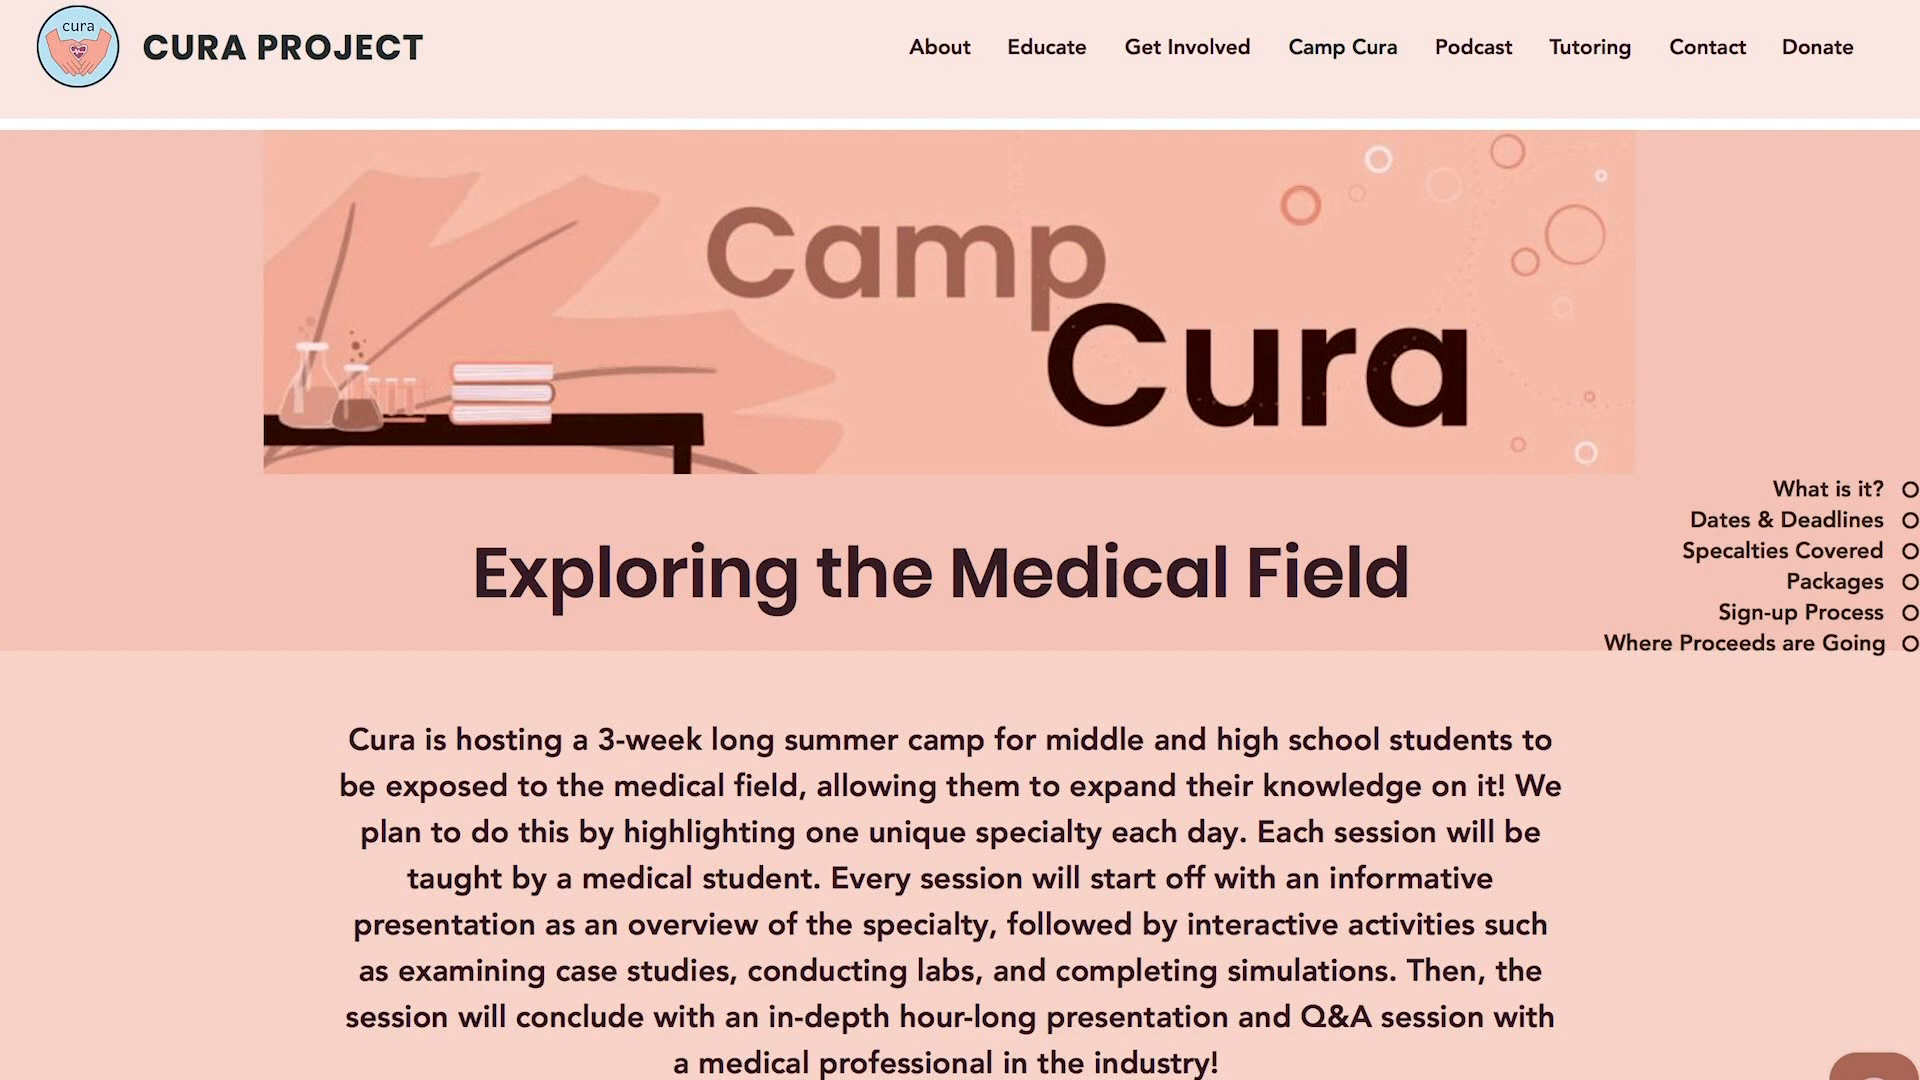 cura
CURA PROJECT
About Educate Get Involved Camp Cura Podcast Tutoring Contact Donate
Camp
Cura
What is it?
Dates & Deadlines
Specalties Covered
Packages
Sign-up Process
Where Proceeds are Going
Exploring the Medical Field
Cura is hosting a 3-week long summer camp for middle and high school students to
be exposed to the medical field, allowing them to expand their knowledge on it! We
plan to do this by highlighting one unique specialty each day. Each session will be
taught by a medical student. Every session will start off with an informative
presentation as an overview of the specialty, followed by interactive activities such
as examining case studies, conducting labs, and completing simulations. Then, the
session will conclude with an in-depth hour-long presentation and Q&A session with
a medical professional in the industry!